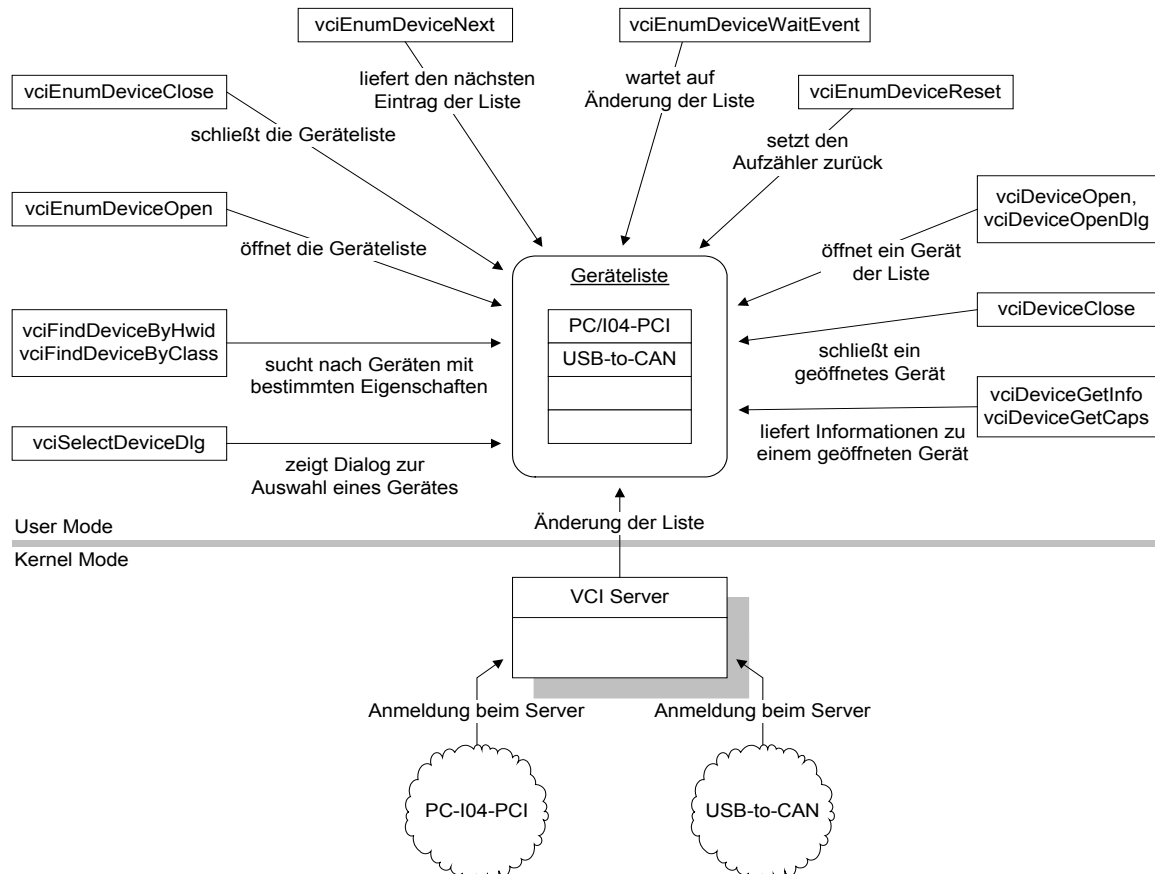 vciEnumDeviceNext
vciEnumDeviceWaitEvent
liefert den nächsten
Eintrag der Liste
wartet auf
Änderung der Liste
vciEnumDeviceClose
vciEnumDeviceReset
schließt die Geräteliste
setzt den
Aufzähler zurück
vciEnumDeviceOpen
vciDeviceOpen,
vciDeviceOpenDlg
öffnet die Geräteliste
öffnet ein Gerät
der Liste
Geräteliste
PC/I04-PCI
USB-to-CAN
vciFindDeviceByHwid
vciFindDeviceByClass
vciDeviceClose
sucht nach Geräten mit
bestimmten Eigenschaften
schließt ein
geöffnetes Gerät
vciDeviceGetInfo
vciDeviceGetCaps
vciSelectDeviceDlg
liefert Informationen zu
einem geöffneten Gerät
zeigt Dialog zur
Auswahl eines Gerätes
Änderung der Liste
User Mode
Kernel Mode
VCI Server
Anmeldung beim Server
Anmeldung beim Server
PC-I04-PCI
USB-to-CAN